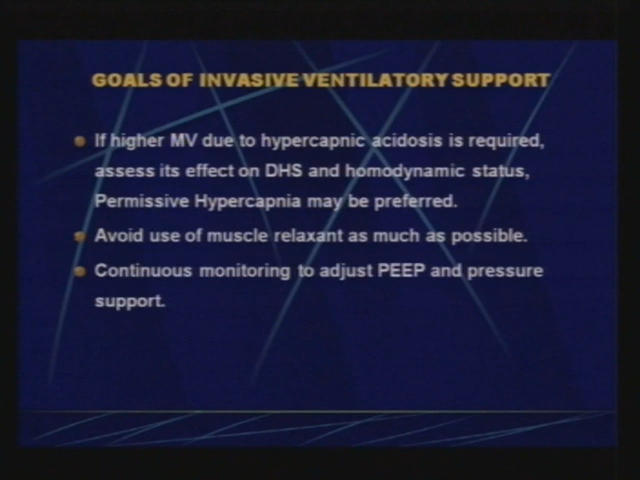 GOALS OF INVASIVE VENTILATORY SUPPORT
If higher MV due to hypercapnic acidosis is required,
assess its effect on DHS and homodynamic status,
Permissive Hypercapnia may be preferred.
Avoid use of muscle relaxant as much as possible.
Continuous monitoring to adjust PEEP and pressure
support.